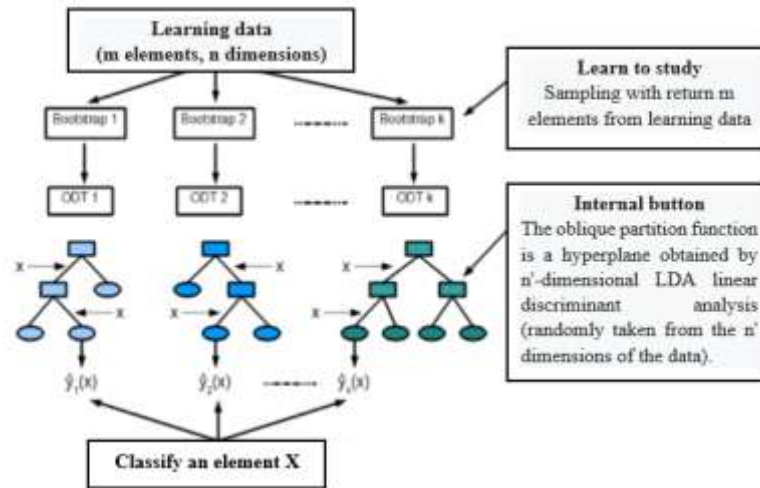 Learning data
(m elements, n dimensions)
Learn to study
Sampling with return m
elements from learning data
Bootstrap 1
Bootstrap 2
Bootstrap k
ODT 1
ODT 2
ODT k
Internal button
The oblique partition function
is a hyperplane obtained by
n'-dimensional LDA linear
discriminant analysis
(randomly taken from the n'
dimensions of the data).
x
x
x
x
x
x
ŷ₁(x)
ŷ₂(x)
ŷₖ(x)
Classify an element X